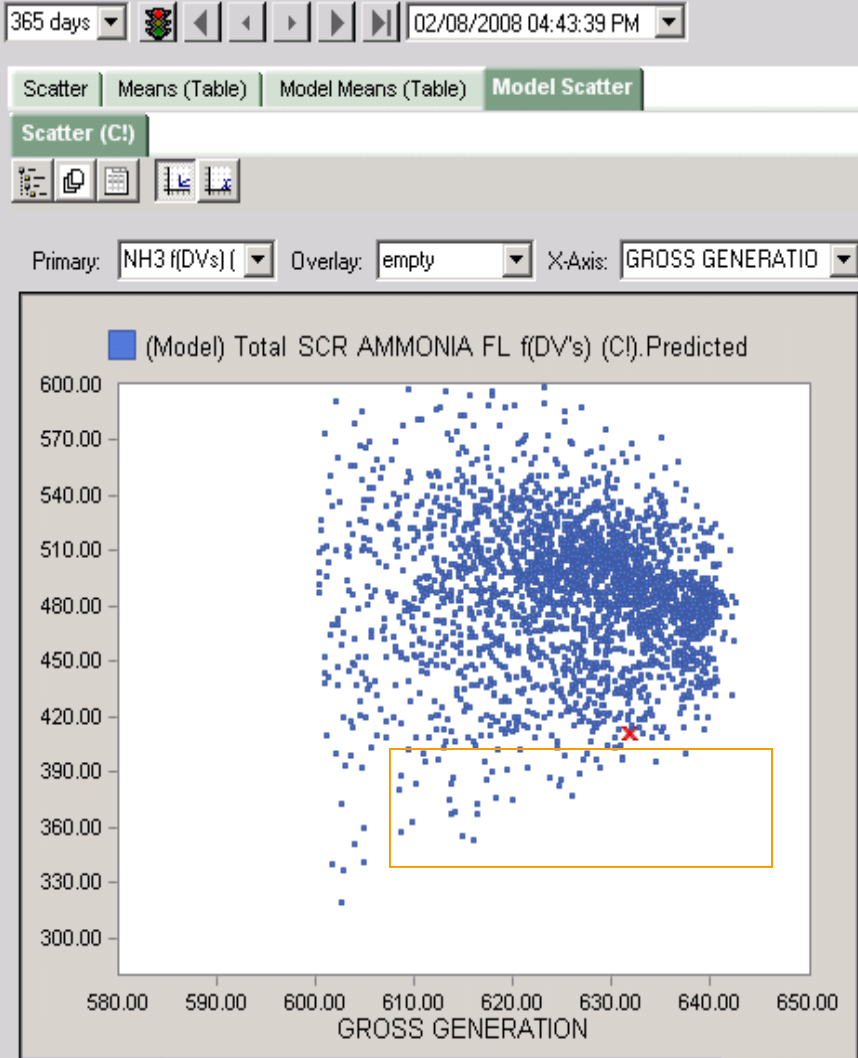 365 days 02/08/2008 04:43:39 PM
Scatter Means (Table) Model Means (Table) Model Scatter
Scatter (C!)
Primary: NH3 f(DVs) ( Overlay: empty X-Axis: GROSS GENERATIO
(Model) Total SCR AMMONIA FL f(DV's) (C!).Predicted
600.00
570.00
540.00
510.00
480.00
450.00
420.00
390.00
360.00
330.00
300.00
580.00 590.00 600.00 610.00 620.00 630.00 640.00 650.00
GROSS GENERATION